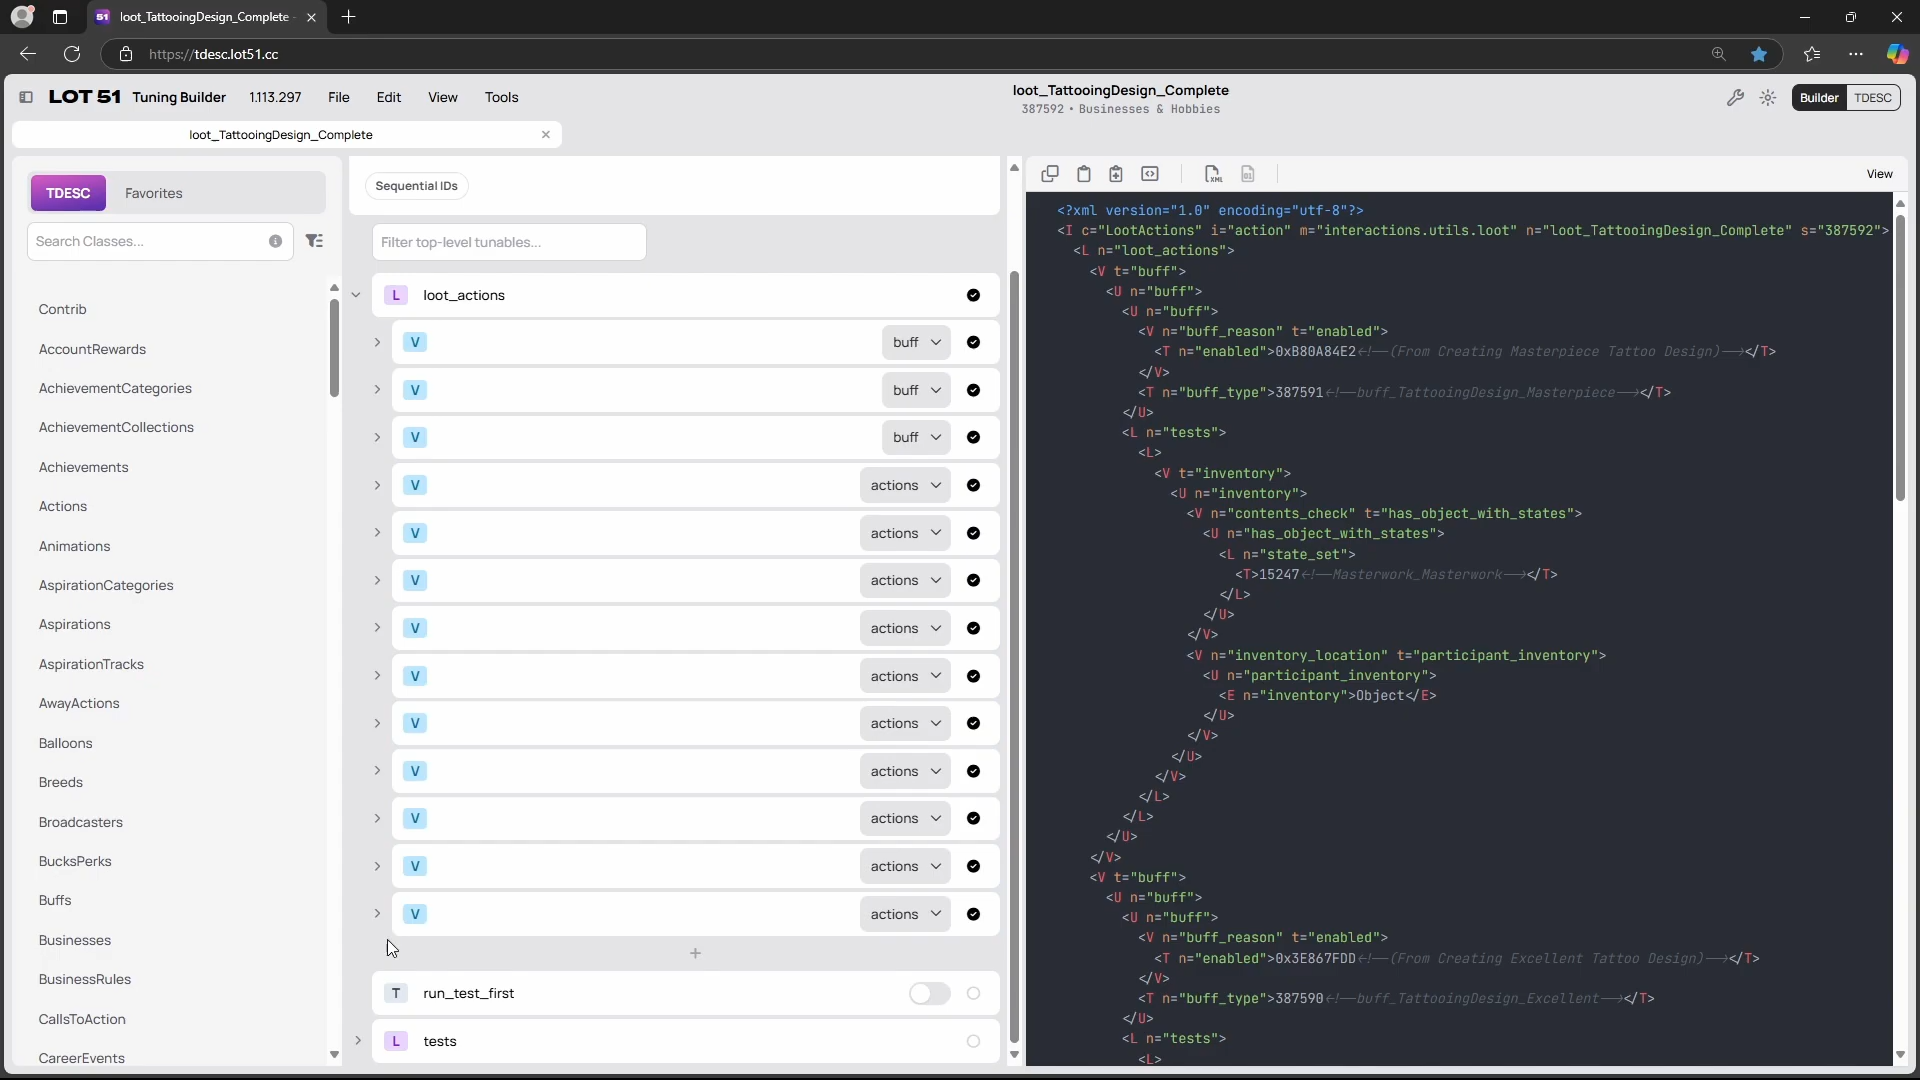 loot_TattooingDesign_Complete
https://tdesc.lot51.cc
LOT 51 Tuning Builder 1.113.297 File Edit View Tools
loot_TattooingDesign_Complete
387592 • Businesses & Hobbies
Builder TDESC
loot_TattooingDesign_Complete
TDESC Favorites
Search Classes...
Contrib
AccountRewards
AchievementCategories
AchievementCollections
Achievements
Actions
Animations
AspirationCategories
Aspirations
AspirationTracks
AwayActions
Balloons
Breeds
Broadcasters
BucksPerks
Buffs
Businesses
BusinessRules
CallsToAction
CareerEvents
Sequential IDs
Filter top-level tunables...
L loot_actions
V buff
V buff
V buff
V actions
V actions
V actions
V actions
V actions
V actions
V actions
V actions
V actions
V actions
T run_test_first
L tests
View
<?xml version="1.0" encoding="utf-8"?>
<I c="LootActions" i="action" m="interactions.utils.loot" n="loot_TattooingDesign_Complete" s="387592">
<L n="loot_actions">
<V t="buff">
<U n="buff">
<U n="buff">
<V n="buff_reason" t="enabled">
<T n="enabled">0xB80A84E2<!--(From Creating Masterpiece Tattoo Design)--></T>
</V>
<T n="buff_type">387591<!--buff_TattooingDesign_Masterpiece--></T>
</U>
<L n="tests">
<L>
<V t="inventory">
<U n="inventory">
<V n="contents_check" t="has_object_with_states">
<U n="has_object_with_states">
<L n="state_set">
<T>15247<!--Masterwork_Masterwork--></T>
</L>
</U>
</V>
<V n="inventory_location" t="participant_inventory">
<U n="participant_inventory">
<E n="inventory">Object</E>
</U>
</V>
</U>
</V>
</L>
</L>
</U>
</V>
<V t="buff">
<U n="buff">
<U n="buff">
<V n="buff_reason" t="enabled">
<T n="enabled">0x3E867FDD<!--(From Creating Excellent Tattoo Design)--></T>
</V>
<T n="buff_type">387590<!--buff_TattooingDesign_Excellent--></T>
</U>
<L n="tests">
<L>